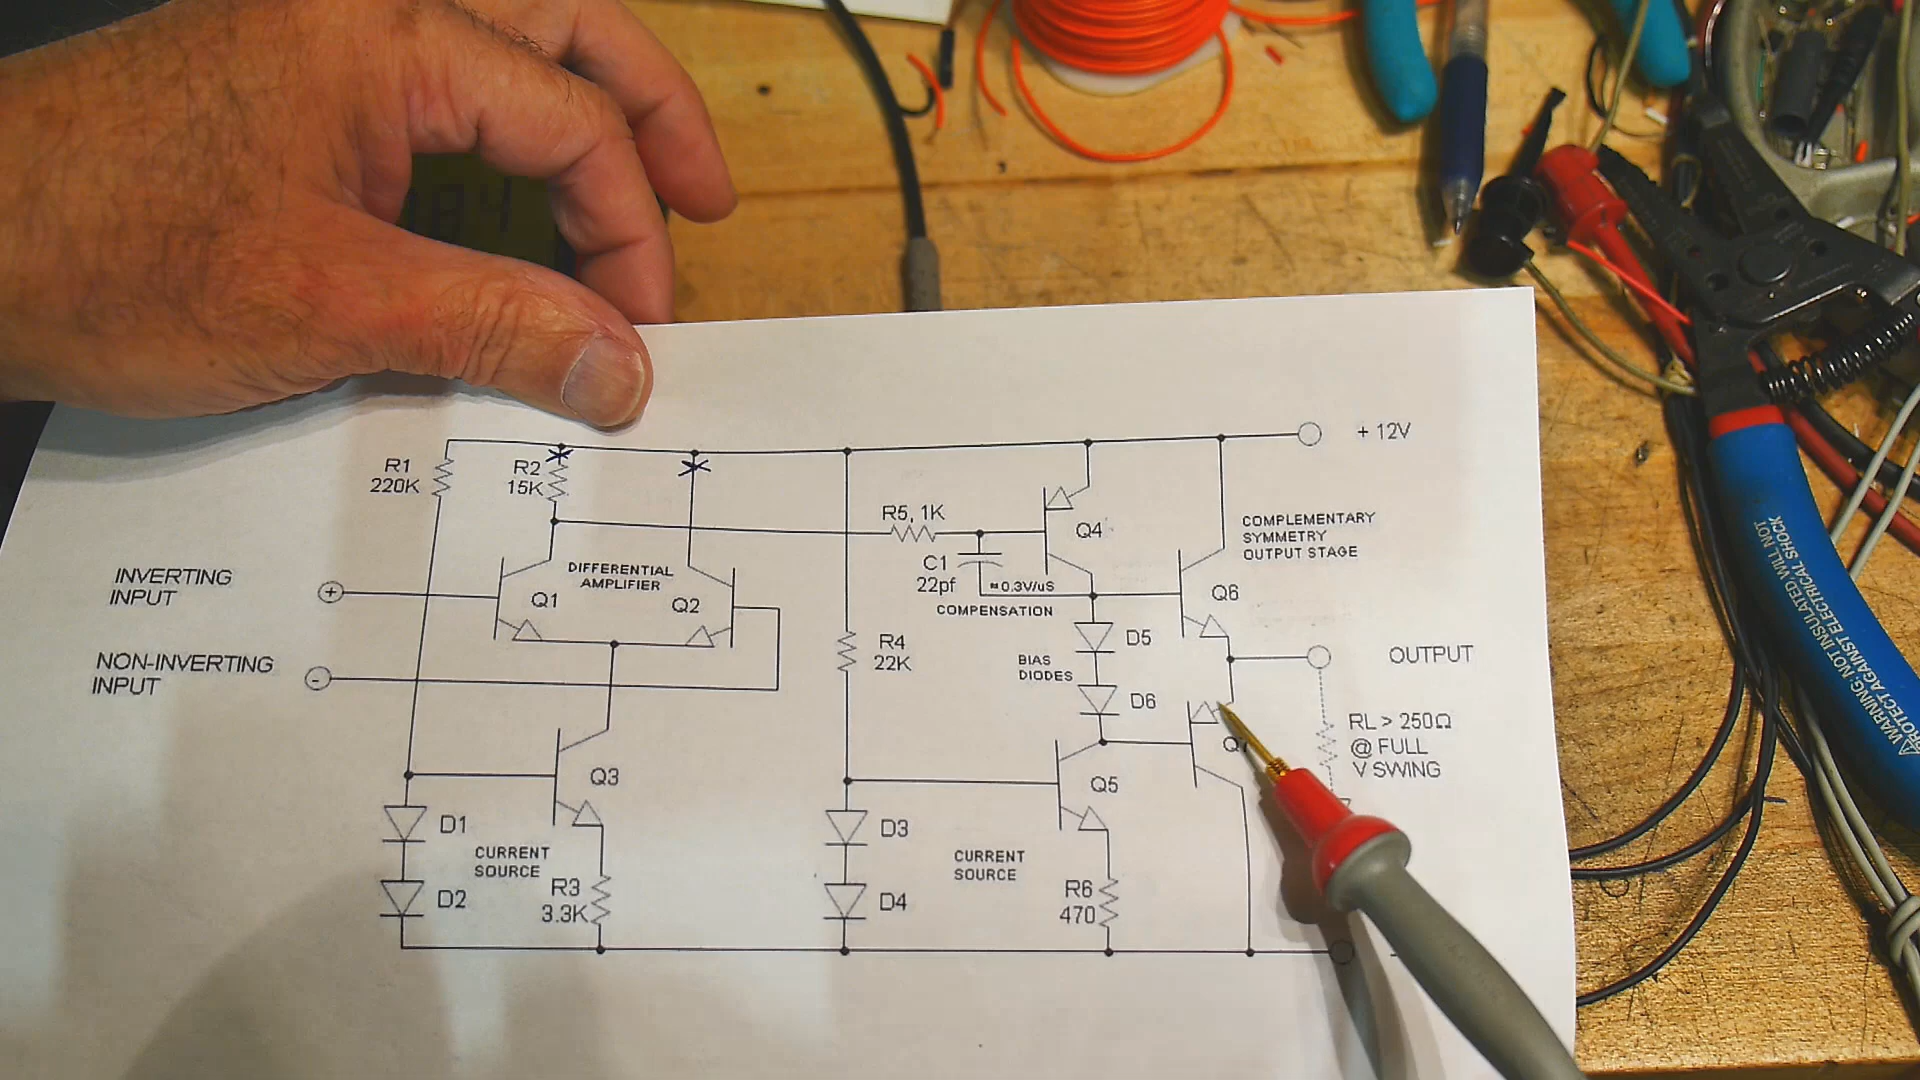 + 12V
R1
220K
R2
15K
R5, 1K
Q4
COMPLEMENTARY
SYMMETRY
OUTPUT STAGE
INVERTING
INPUT
+
DIFFERENTIAL
AMPLIFIER
Q1
Q2
C1
22pf
≈0.3V/uS
COMPENSATION
Q6
NON-INVERTING
INPUT
-
R4
22K
D5
BIAS
DIODES
D6
OUTPUT
RL > 250Ω
@ FULL
V SWING
Q3
Q5
D1
D2
CURRENT
SOURCE
R3
3.3K
D3
D4
CURRENT
SOURCE
R6
470
WARNING: NOT INSULATED, WILL NOT
PROTECT AGAINST ELECTRICAL SHOCK